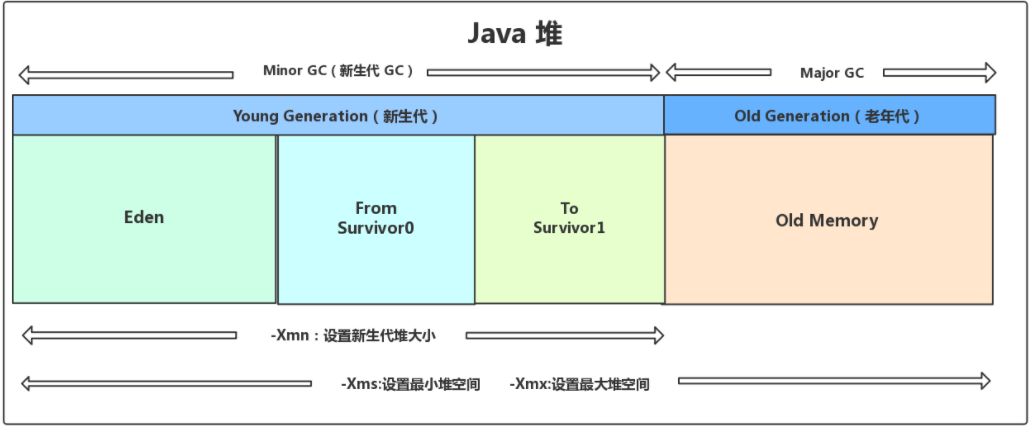 Java 堆
Minor GC（新生代 GC）
Major GC
Young Generation（新生代）
Old Generation（老年代）
Eden
From
Survivor0
To
Survivor1
Old Memory
-Xmn：设置新生代堆大小
-Xms:设置最小堆空间
-Xmx:设置最大堆空间